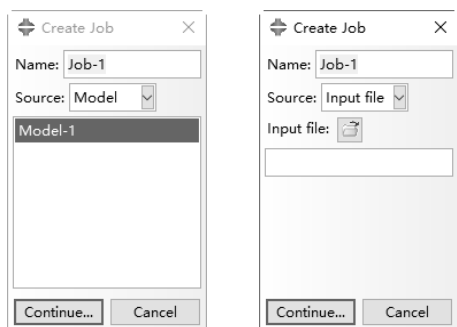 Create Job
Name: Job-1
Source: Model
Model-1
Continue... Cancel
Create Job
Name: Job-1
Source: Input file
Input file:
Continue... Cancel